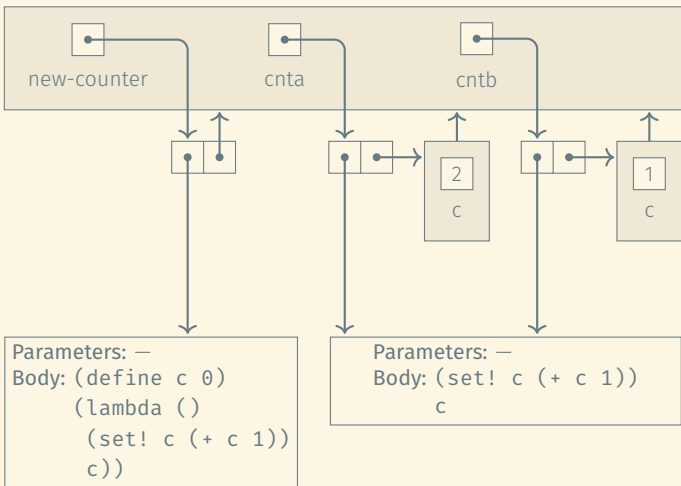 new-counter cnta cntb
2 1
c c
Parameters: —
Body: (define c 0)
(lambda ()
(set! c (+ c 1))
c))
Parameters: —
Body: (set! c (+ c 1))
c